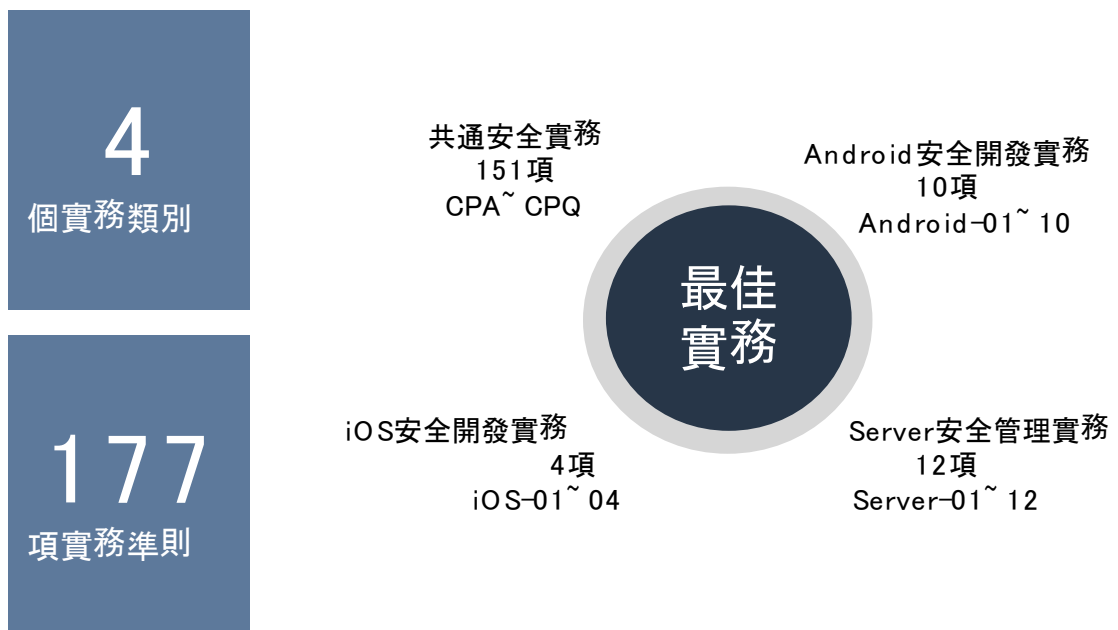 4
個實務類別
177
項實務準則
共通安全實務
151項
CPA~ CPQ
Android安全開發實務
10項
Android-01~ 10
最佳
實務
iOS安全開發實務
4項
iOS-01~ 04
Server安全管理實務
12項
Server-01~ 12